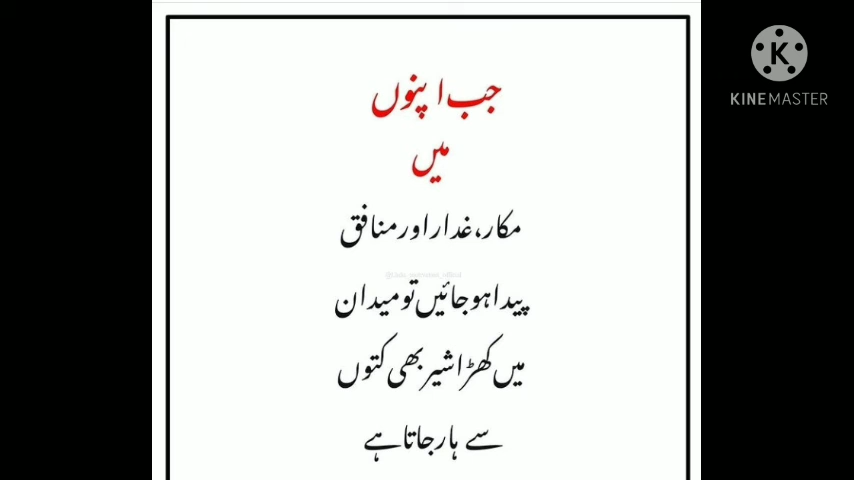 جب اپنوں
میں
مکار، غدار اور منافق
پیدا ہو جائیں تو میدان
میں کھڑا شیر بھی کتوں
سے ہار جاتا ہے
KINEMASTER